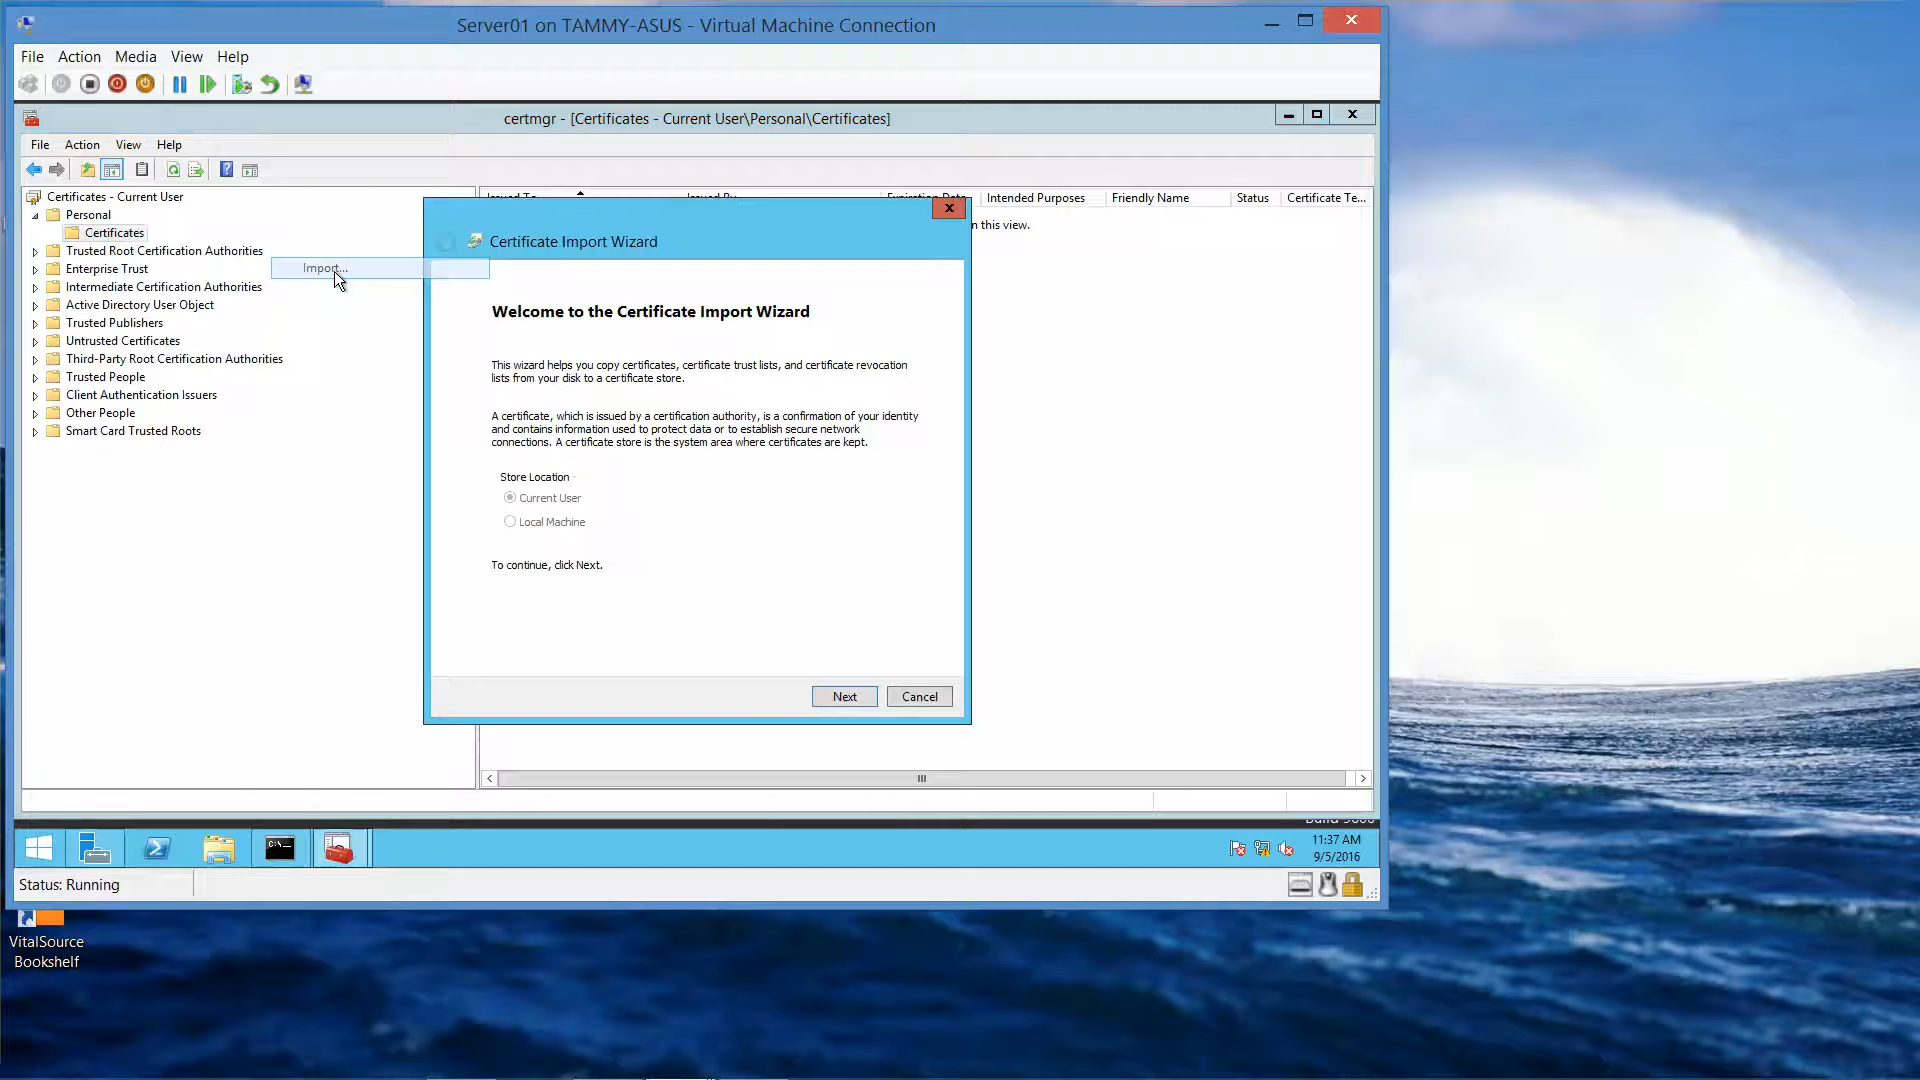 Server01 on TAMMY-ASUS - Virtual Machine Connection
File Action Media View Help
certmgr - [Certificates - Current User\Personal\Certificates]
File Action View Help
Certificates - Current User
Personal
Certificates
Trusted Root Certification Authorities
Enterprise Trust
Intermediate Certification Authorities
Active Directory User Object
Trusted Publishers
Untrusted Certificates
Third-Party Root Certification Authorities
Trusted People
Client Authentication Issuers
Other People
Smart Card Trusted Roots
Import...
Issued To Issued By Expiration Date Intended Purposes Friendly Name Status Certificate Te...
n this view.
Certificate Import Wizard
Welcome to the Certificate Import Wizard
This wizard helps you copy certificates, certificate trust lists, and certificate revocation
lists from your disk to a certificate store.
A certificate, which is issued by a certification authority, is a confirmation of your identity
and contains information used to protect data or to establish secure network
connections. A certificate store is the system area where certificates are kept.
Store Location
Current User
Local Machine
To continue, click Next.
Next Cancel
C:\
11:37 AM
9/5/2016
Status: Running
VitalSource
Bookshelf